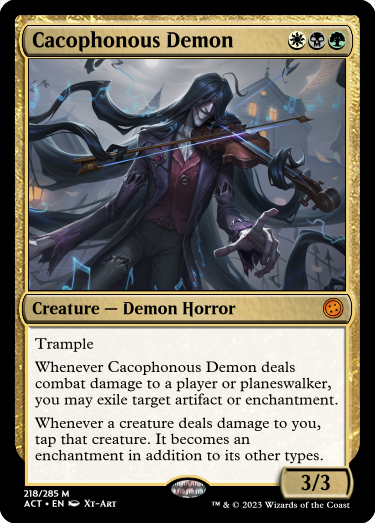 Cacophonous Demon
Creature — Demon Horror
Trample
Whenever Cacophonous Demon deals
combat damage to a player or planeswalker,
you may exile target artifact or enchantment.
Whenever a creature deals damage to you,
tap that creature. It becomes an
enchantment in addition to its other types.
3/3
218/285 M
ACT • EN Xt-Art
™ & © 2023 Wizards of the Coast